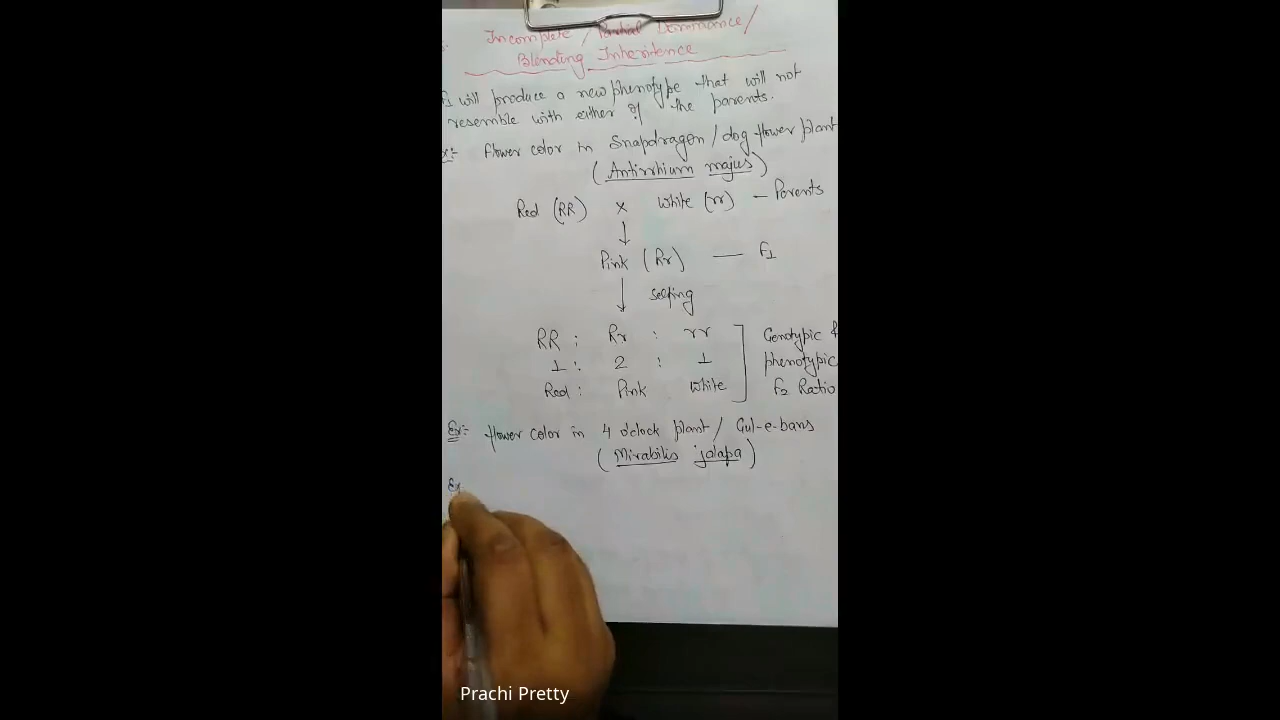 Incomplete / Partial Dominance /
Blending Inheritence
F1 will produce a new phenotype that will not
resemble with either of the parents.
Ex:- Flower color in Snapdragon / dog flower plant
(Antirrhium majus)
Red (RR) x White (rr) - Parents
Pink (Rr) - F1
selfing
RR : Rr : rr
1 : 2 : 1
Red : Pink White
Genotypic &
phenotypic
F2 Ratio
Ex:- flower color in 4 o'clock plant / Gul-e-bans
(Mirabilis jalapa)
Ex
Prachi Pretty